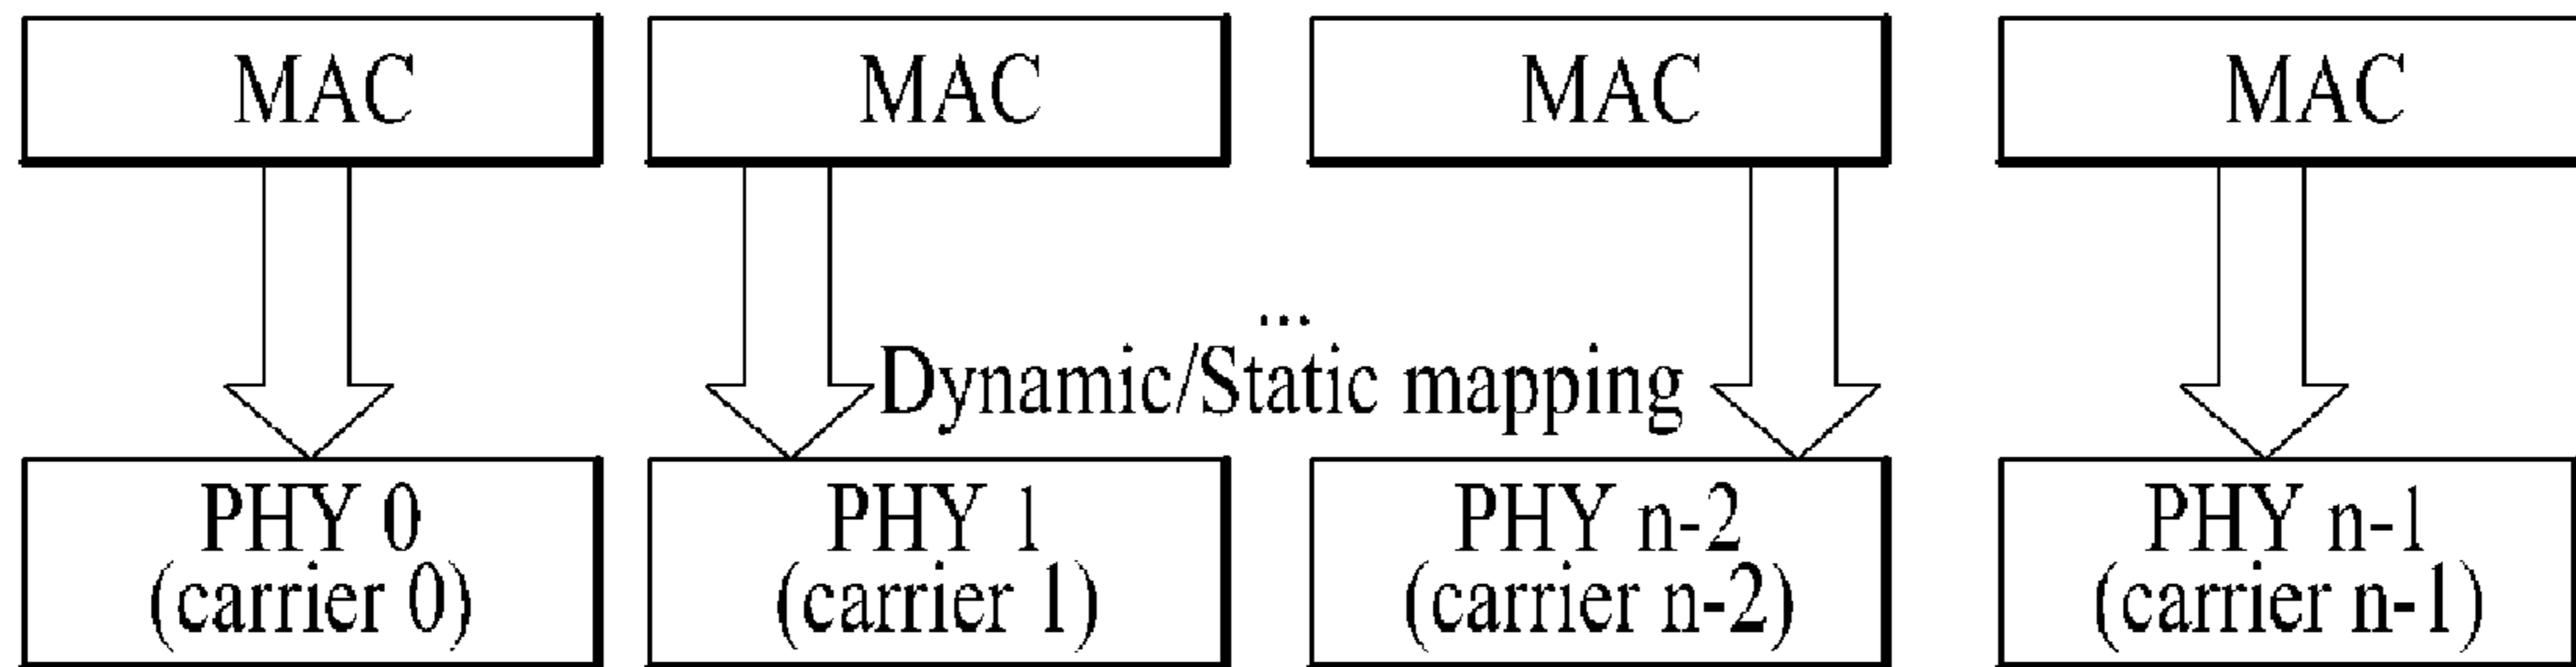 MAC
MAC
MAC
MAC
...
Dynamic/Static mapping
PHY 0
(carrier 0)
PHY 1
(carrier 1)
PHY n-2
(carrier n-2)
PHY n-1
(carrier n-1)